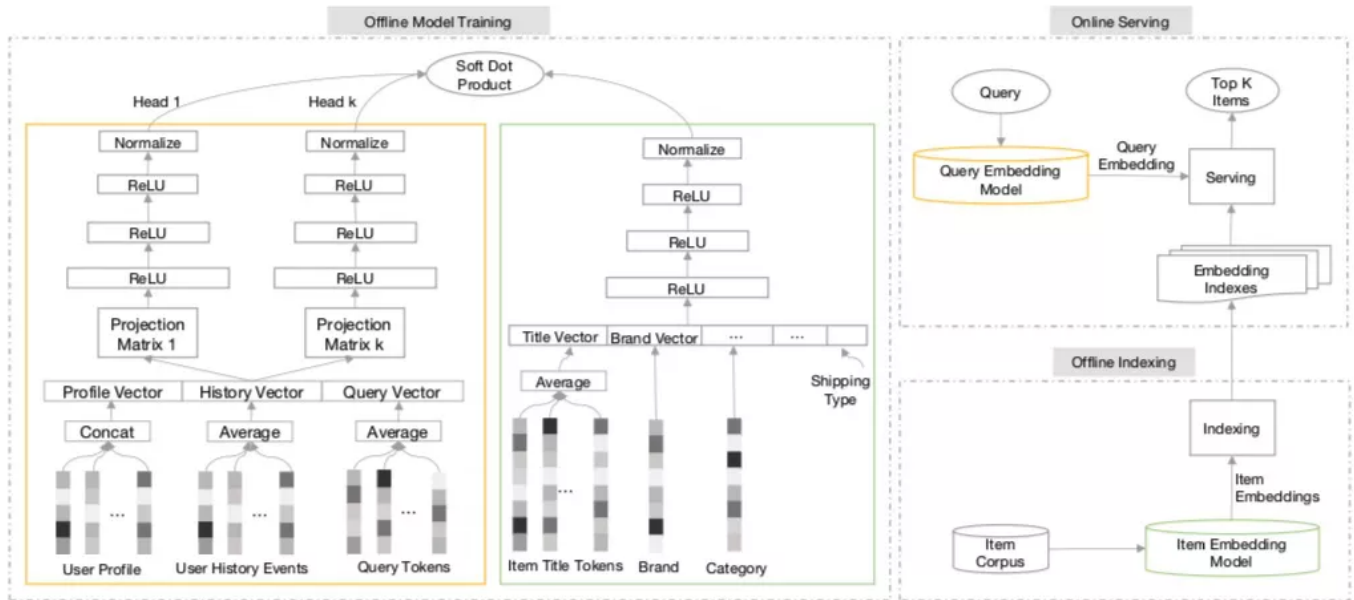 Offline Model Training
Soft Dot
Product
Head 1
Head k
Normalize
Normalize
ReLU
ReLU
ReLU
ReLU
ReLU
ReLU
Projection
Matrix 1
Projection
Matrix k
Profile Vector
History Vector
Query Vector
Concat
Average
Average
...
...
...
User Profile
User History Events
Query Tokens
Normalize
ReLU
ReLU
ReLU
Title Vector
Brand Vector
...
...
Average
Shipping
Type
...
Item Title Tokens
Brand
Category
Online Serving
Query
Top K
Items
Query Embedding
Model
Query
Embedding
Serving
Embedding
Indexes
Offline Indexing
Indexing
Item
Embeddings
Item
Corpus
Item Embedding
Model